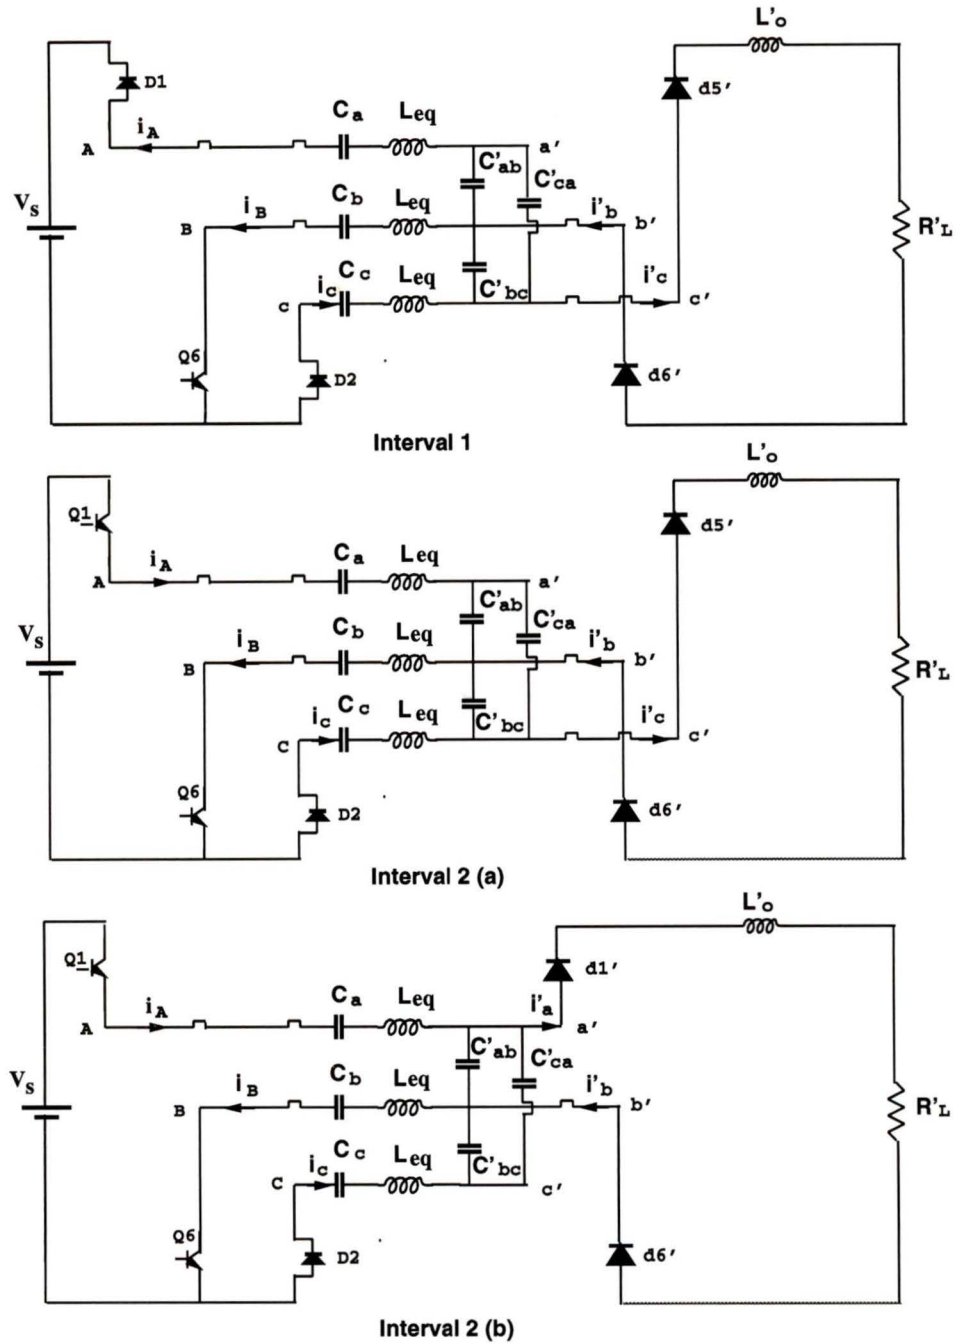 L'o
D1
d5'
Ca
Leq
iA
A
a'
C'ab
C'ca
Vs
iB
Cb
Leq
i'b
B
b'
R'L
Cc
Leq
ic
C'bc
i'c
c
c'
Q6
D2
d6'
Interval 1
L'o
Q1
d5'
Ca
Leq
iA
A
a'
C'ab
C'ca
Vs
iB
Cb
Leq
i'b
B
b'
R'L
Cc
Leq
ic
C'bc
i'c
C
c'
Q6
D2
d6'
Interval 2 (a)
L'o
Q1
d1'
Ca
Leq
iA
i'a
A
a'
C'ab
C'ca
Vs
iB
Cb
Leq
i'b
B
b'
R'L
Cc
Leq
ic
C'bc
C
c'
Q6
D2
d6'
Interval 2 (b)